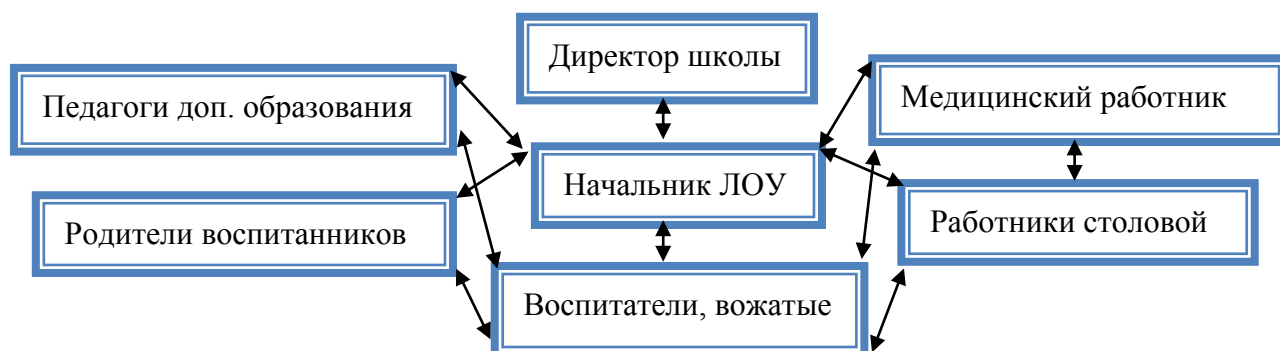 Директор школы
Педагоги доп. образования
Медицинский работник
Начальник ЛОУ
Родители воспитанников
Работники столовой
Воспитатели, вожатые